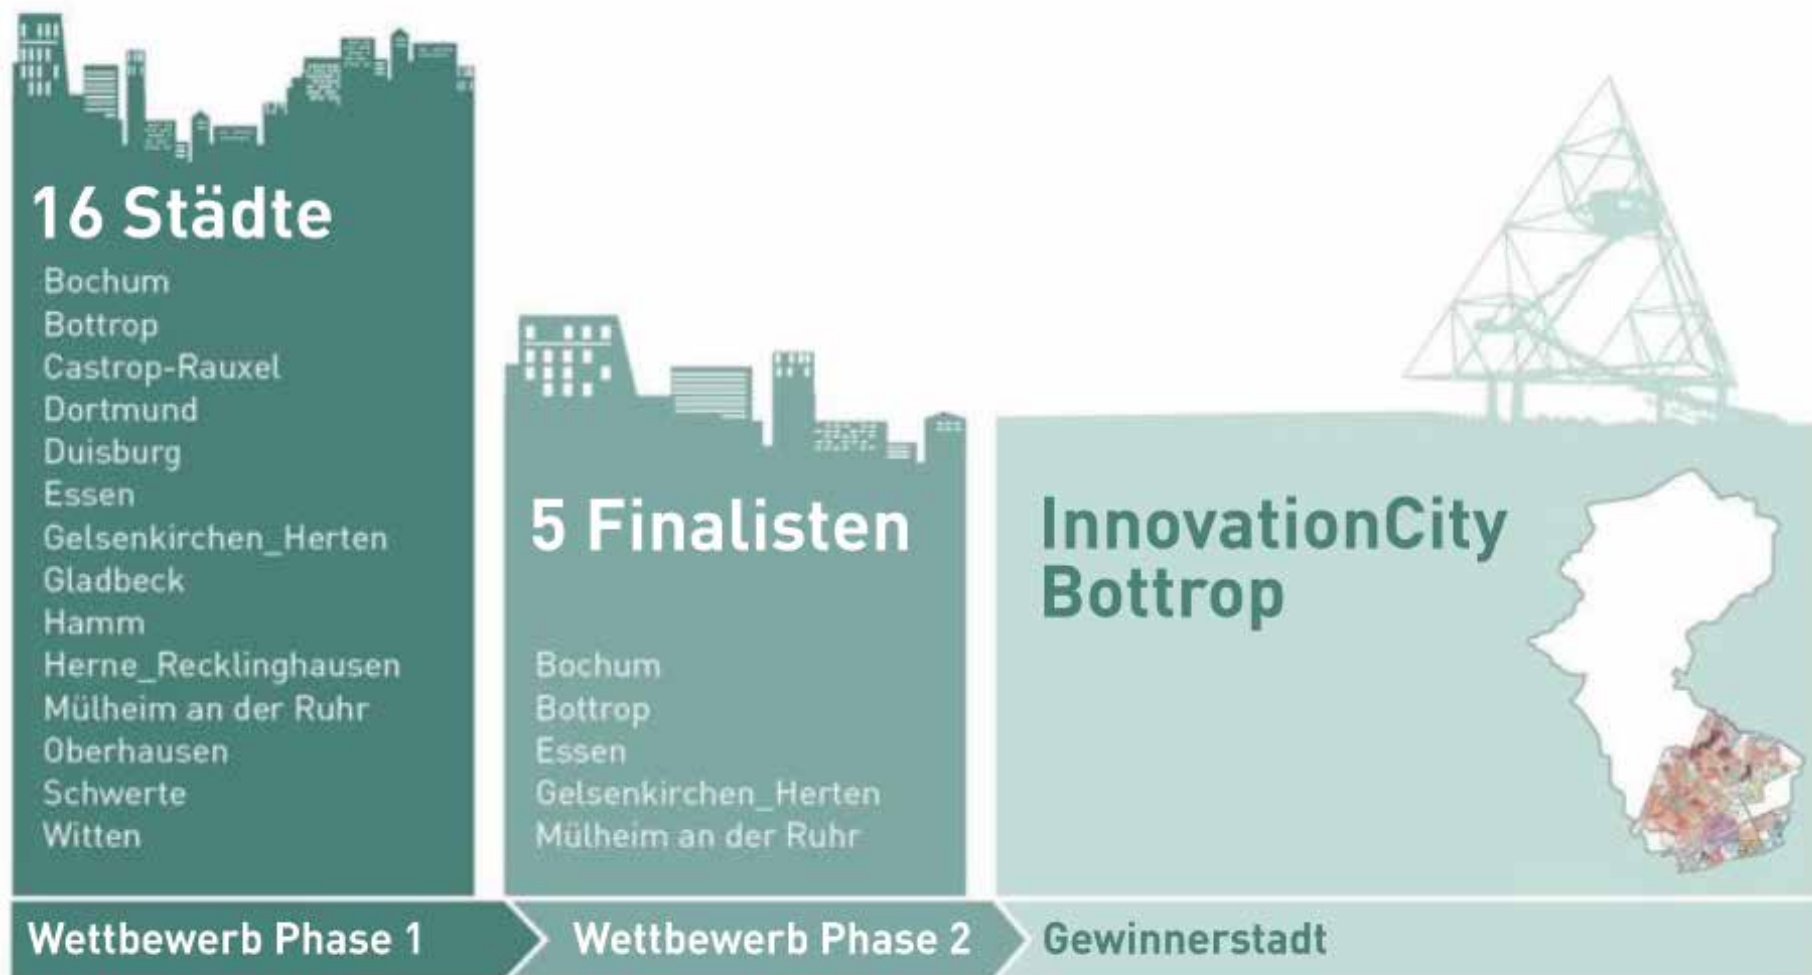 16 Städte
Bochum
Bottrop
Castrop-Rauxel
Dortmund
Duisburg
Essen
Gelsenkirchen_Herten
Gladbeck
Hamm
Herne_Recklinghausen
Mülheim an der Ruhr
Oberhausen
Schwerte
Witten
Wettbewerb Phase 1
5 Finalisten
Bochum
Bottrop
Essen
Gelsenkirchen_Herten
Mülheim an der Ruhr
Wettbewerb Phase 2
InnovationCity
Bottrop
Gewinnerstadt